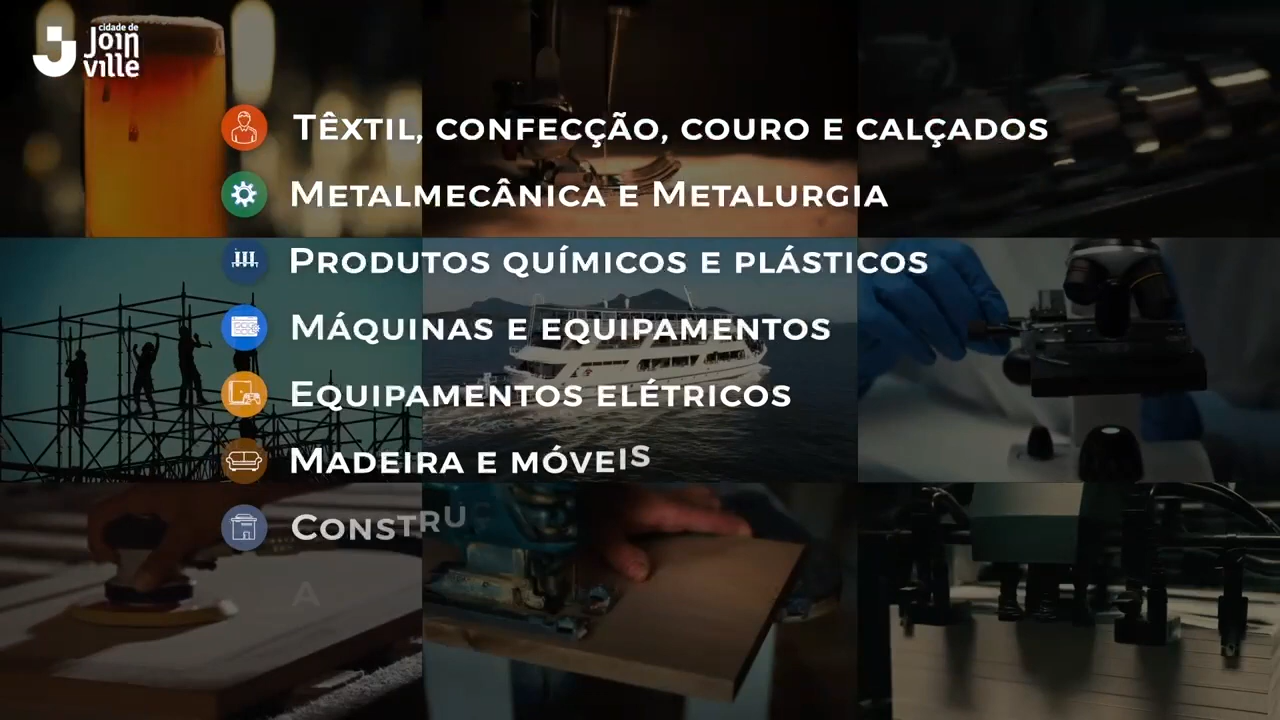 cidade de
Join
ville
Têxtil, confecção, couro e calçados
Metalmecânica e Metalurgia
Produtos químicos e plásticos
Máquinas e equipamentos
Equipamentos elétricos
Madeira e móveis
Construc
A